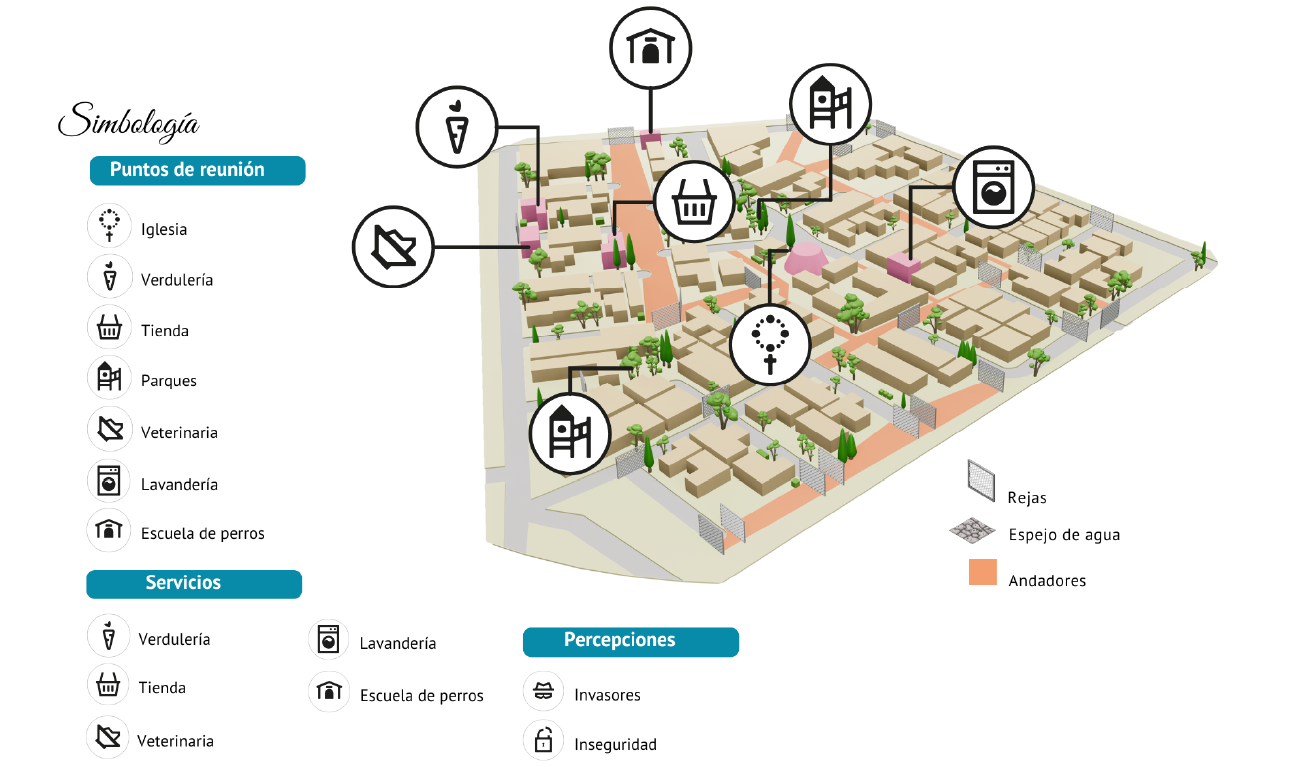 Simbología
Puntos de reunión
Iglesia
Verdulería
Tienda
Parques
Veterinaria
Lavandería
Escuela de perros
Servicios
Verdulería
Tienda
Veterinaria
Lavandería
Escuela de perros
Percepciones
Invasores
Inseguridad
Rejas
Espejo de agua
Andadores